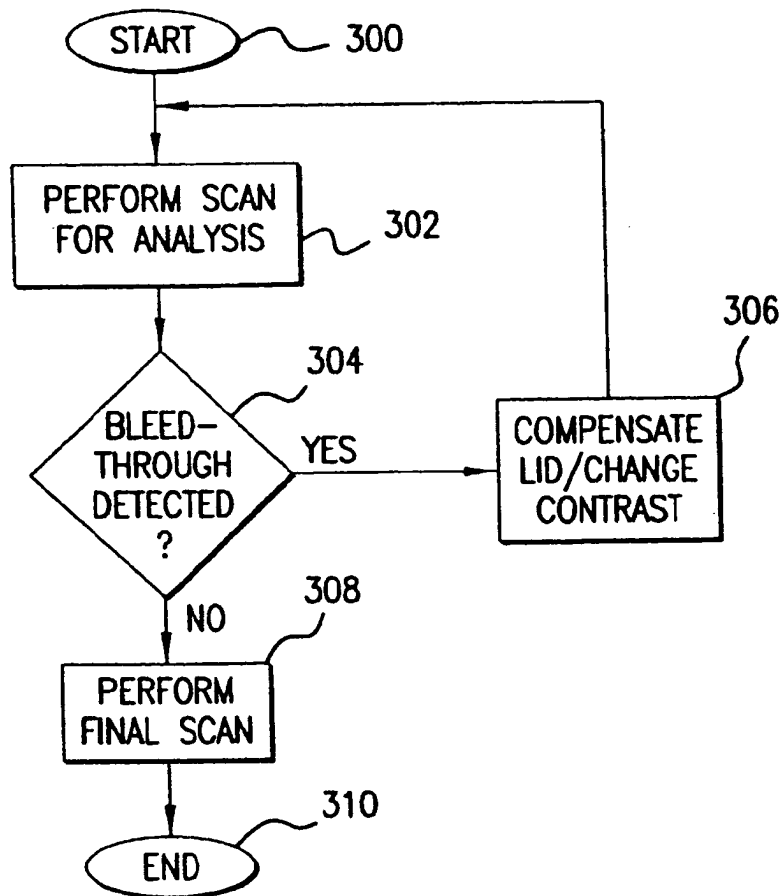 START
300
PERFORM SCAN
FOR ANALYSIS
302
304
BLEED-
THROUGH
DETECTED
?
YES
306
COMPENSATE
LID/CHANGE
CONTRAST
NO
308
PERFORM
FINAL SCAN
310
END